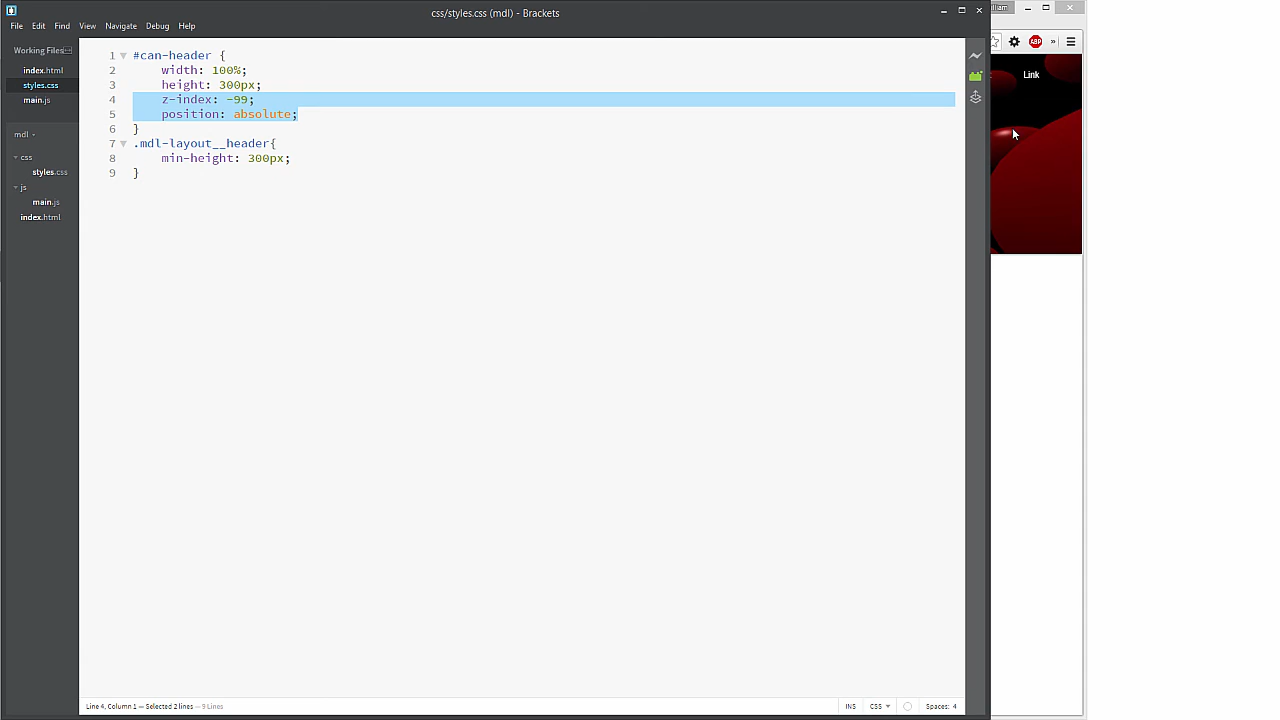 css/styles.css (mdl) - Brackets
File Edit Find View Navigate Debug Help
Working Files
index.html
styles.css
main.js
mdl
css
styles.css
js
main.js
index.html
1 #can-header {
2 width: 100%;
3 height: 300px;
4 z-index: -99;
5 position: absolute;
6 }
7 .mdl-layout__header{
8 min-height: 300px;
9 }
Line 4, Column 1 — Selected 2 lines — 9 Lines
INS CSS Spaces: 4
ABP »
Link